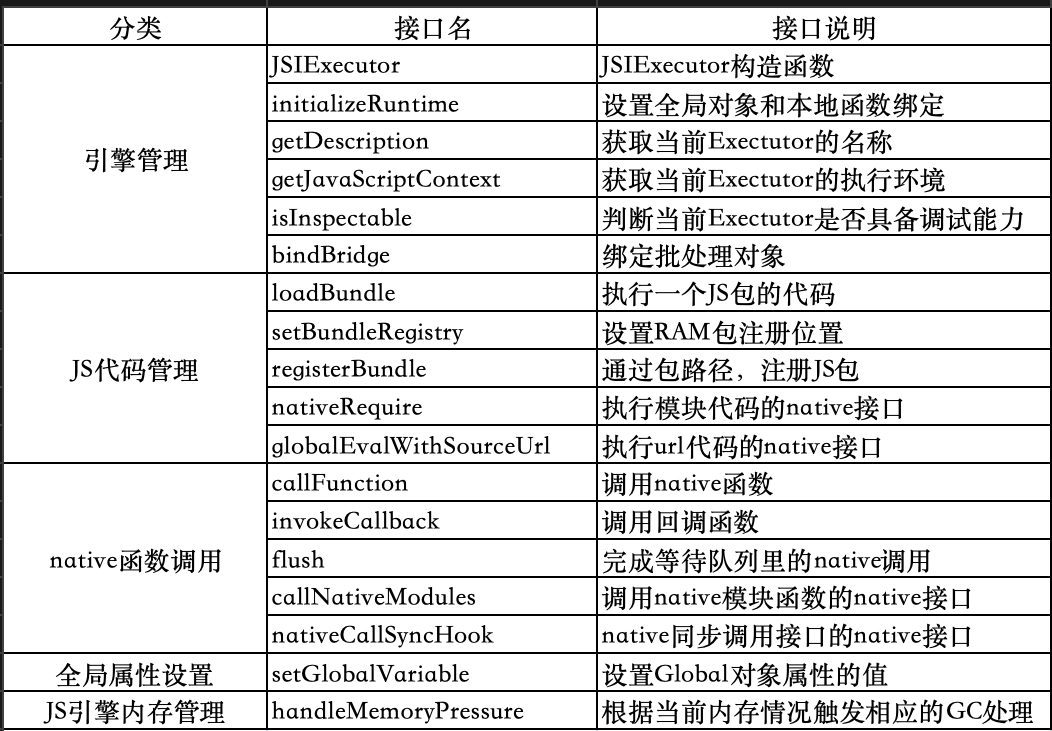 分类 接口名 接口说明
引擎管理
JSIExecutor JSIExecutor构造函数
initializeRuntime 设置全局对象和本地函数绑定
getDescription 获取当前Exectutor的名称
getJavaScriptContext 获取当前Exectutor的执行环境
isInspectable 判断当前Exectutor是否具备调试能力
bindBridge 绑定批处理对象
JS代码管理
loadBundle 执行一个JS包的代码
setBundleRegistry 设置RAM包注册位置
registerBundle 通过包路径，注册JS包
nativeRequire 执行模块代码的native接口
globalEvalWithSourceUrl 执行url代码的native接口
native函数调用
callFunction 调用native函数
invokeCallback 调用回调函数
flush 完成等待队列里的native调用
callNativeModules 调用native模块函数的native接口
nativeCallSyncHook native同步调用接口的native接口
全局属性设置 setGlobalVariable 设置Global对象属性的值
JS引擎内存管理 handleMemoryPressure 根据当前内存情况触发相应的GC处理